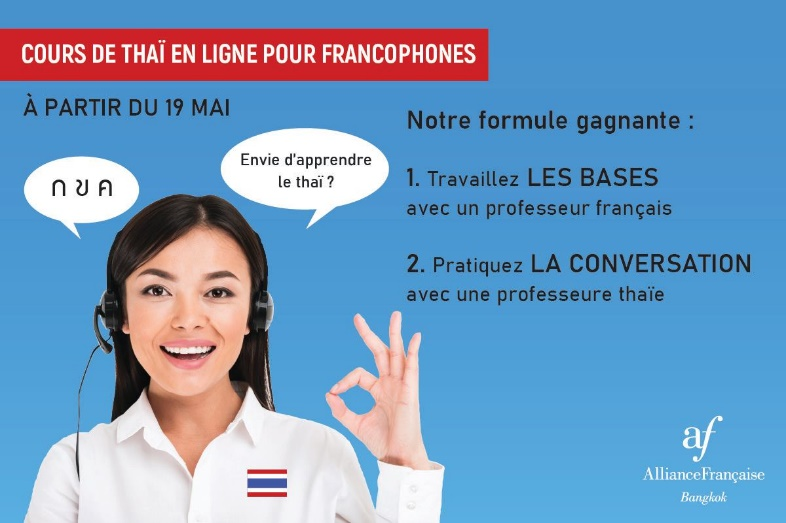 COURS DE THAÏ EN LIGNE POUR FRANCOPHONES
À PARTIR DU 19 MAI
ก ข ค
Envie d'apprendre
le thaï ?
Notre formule gagnante :
1. Travaillez LES BASES
avec un professeur français
2. Pratiquez LA CONVERSATION
avec une professeure thaïe
af
AllianceFrançaise
Bangkok